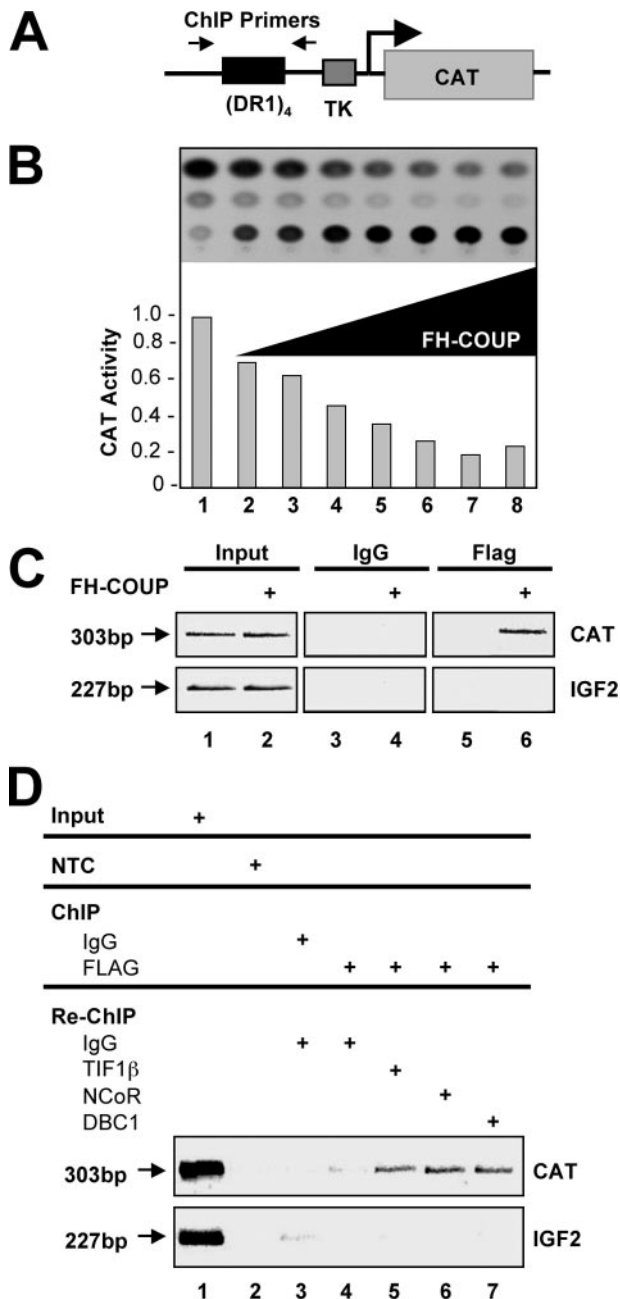 A
ChIP Primers
(DR1)4
TK
CAT
B
FH-COUP
CAT Activity
1.0 -
0.8 -
0.6 -
0.4 -
0.2 -
0 -
1 2 3 4 5 6 7 8
C
Input IgG Flag
FH-COUP + + +
303bp CAT
227bp IGF2
1 2 3 4 5 6
D
Input +
NTC +
ChIP
IgG +
FLAG + + + +
Re-ChIP
IgG + +
TIF1β +
NCoR +
DBC1 +
303bp CAT
227bp IGF2
1 2 3 4 5 6 7